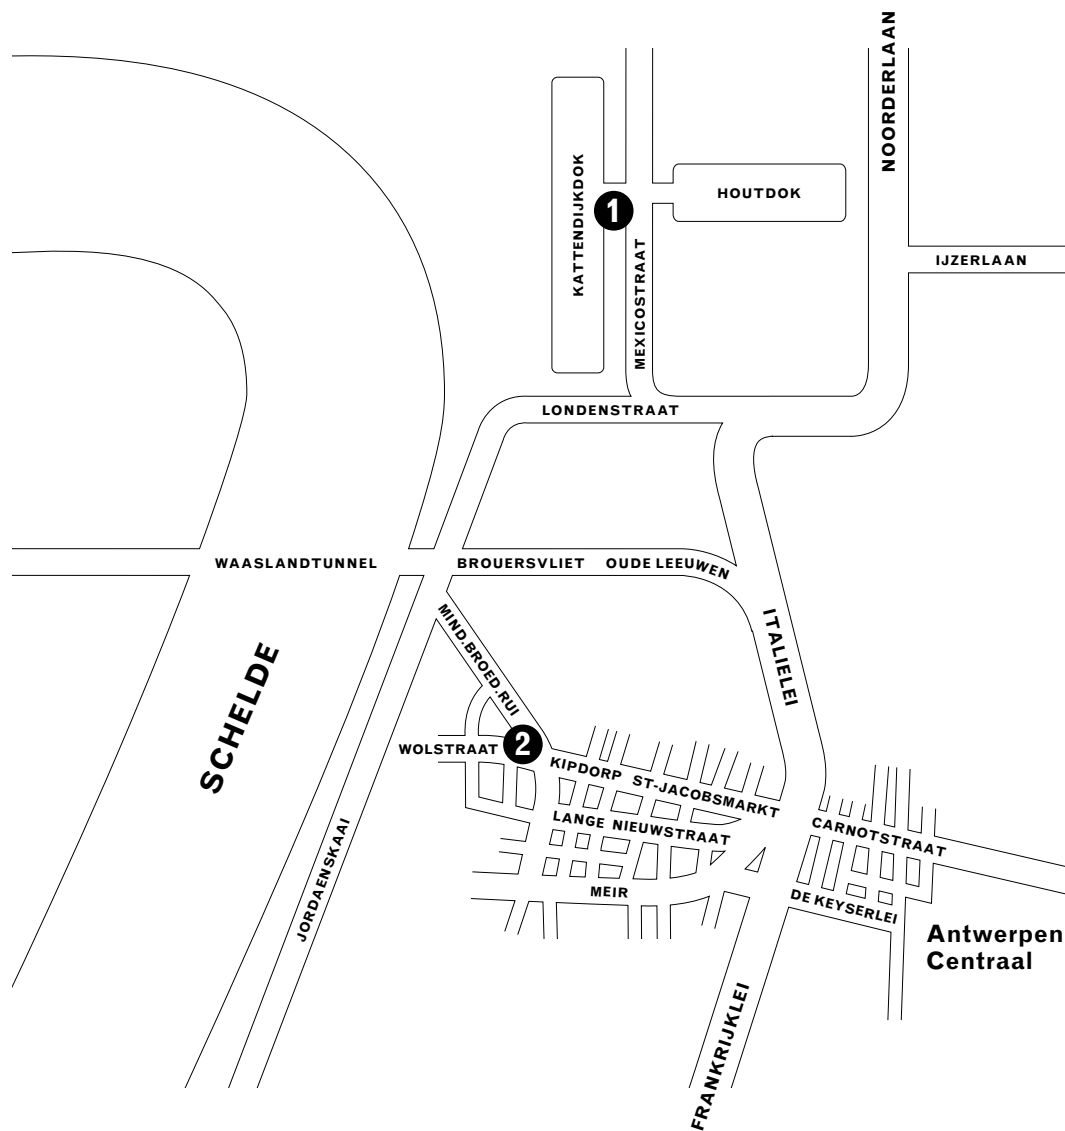 NOORDERLAAN
KATTENDIJKDOK
HOUTDOK
1
IJZERLAAN
MEXICOSTRAAT
LONDENSTRAAT
WAASLANDTUNNEL
BROUERSVLIET
OUDE LEEUWEN
MIND.BROED.RUI
ITALIELEI
SCHELDE
WOLSTRAAT
2
KIPDORP
ST-JACOBSMARKT
LANGE NIEUWSTRAAT
CARNOTSTRAAT
JORDAENSKAAI
MEIR
DE KEYSERLEI
Antwerpen
Centraal
FRANKRIJKLEI